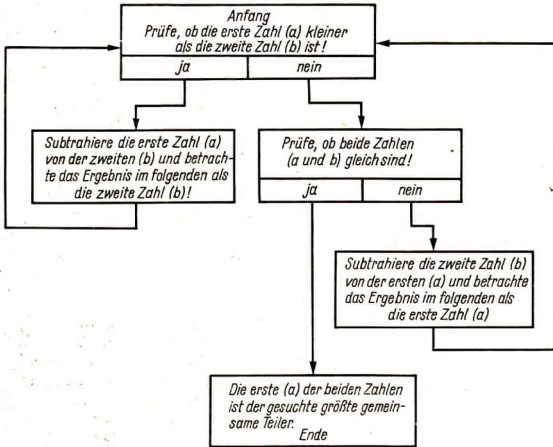 Anfang
Prüfe, ob die erste Zahl (a) kleiner
als die zweite Zahl (b) ist!
ja
nein
Subtrahiere die erste Zahl (a)
von der zweiten (b) und betrach-
te das Ergebnis im folgenden als
die zweite Zahl (b)!
Prüfe, ob beide Zahlen
(a und b) gleich sind!
ja
nein
Subtrahiere die zweite Zahl (b)
von der ersten (a) und betrachte
das Ergebnis im folgenden als
die erste Zahl (a)
Die erste (a) der beiden Zahlen
ist der gesuchte größte gemein-
same Teiler.
Ende